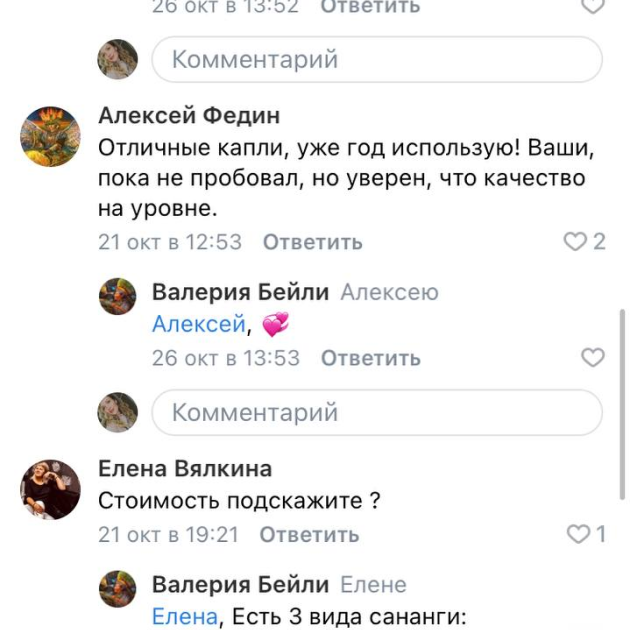 26 окт в 13:52 Ответить
Комментарий
Алексей Федин
Отличные капли, уже год использую! Ваши,
пока не пробовал, но уверен, что качество
на уровне.
21 окт в 12:53 Ответить 2
Валерия Бейли Алексею
Алексей, 💞
26 окт в 13:53 Ответить
Комментарий
Елена Вялкина
Стоимость подскажите ?
21 окт в 19:21 Ответить 1
Валерия Бейли Елене
Елена, Есть 3 вида сананги: